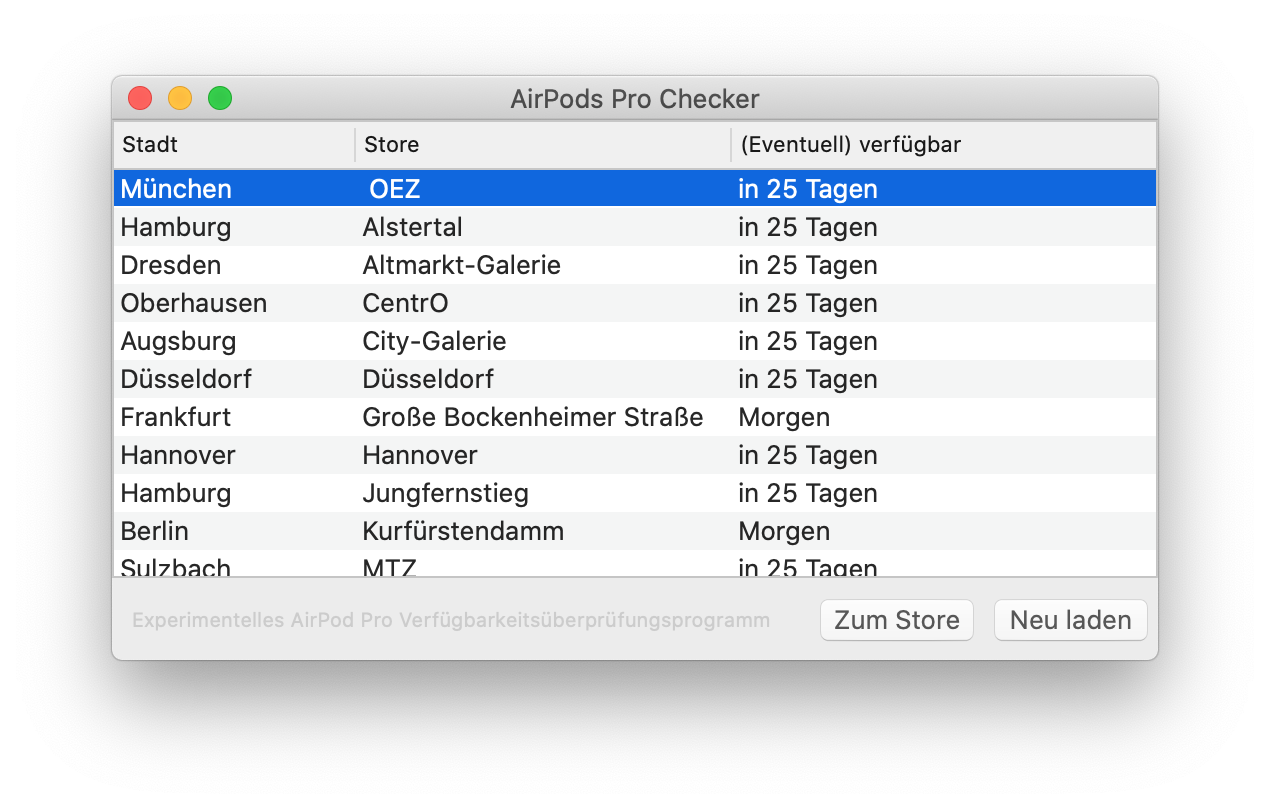 AirPods Pro Checker
Stadt Store (Eventuell) verfügbar
München OEZ in 25 Tagen
Hamburg Alstertal in 25 Tagen
Dresden Altmarkt-Galerie in 25 Tagen
Oberhausen CentrO in 25 Tagen
Augsburg City-Galerie in 25 Tagen
Düsseldorf Düsseldorf in 25 Tagen
Frankfurt Große Bockenheimer Straße Morgen
Hannover Hannover in 25 Tagen
Hamburg Jungfernstieg in 25 Tagen
Berlin Kurfürstendamm Morgen
Sulzbach MTZ in 25 Tagen
Experimentelles AirPod Pro Verfügbarkeitsüberprüfungsprogramm Zum Store Neu laden